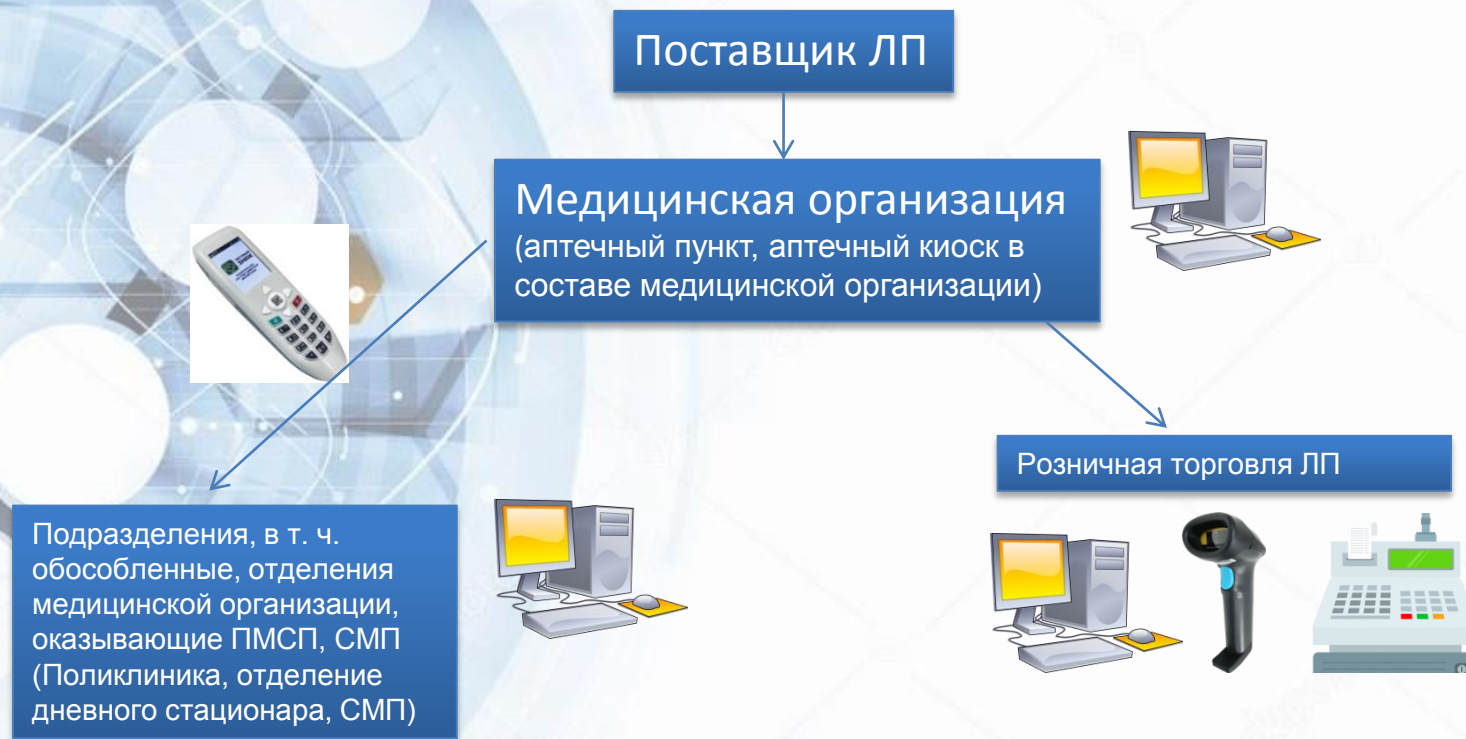 Поставщик ЛП
Медицинская организация
(аптечный пункт, аптечный киоск в
составе медицинской организации)
Розничная торговля ЛП
Подразделения, в т. ч.
обособленные, отделения
медицинской организации,
оказывающие ПМСП, СМП
(Поликлиника, отделение
дневного стационара, СМП)